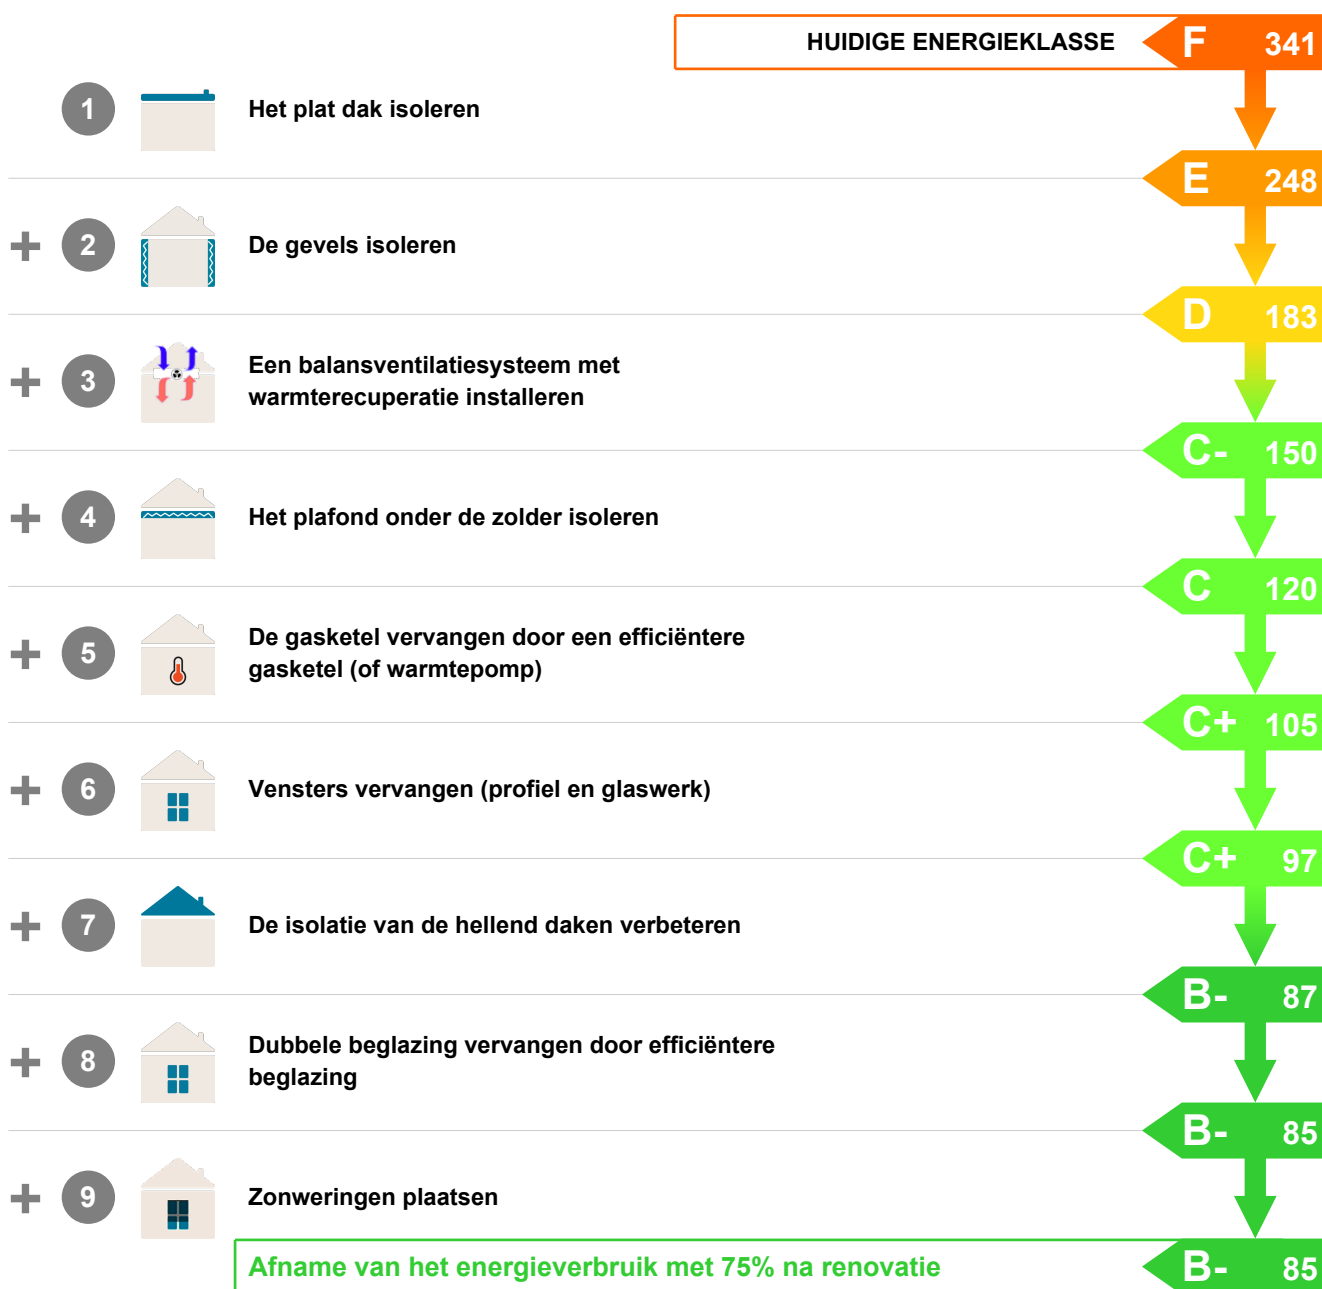 HUIDIGE ENERGIEKLASSE F 341
1 Het plat dak isoleren
E 248
+ 2 De gevels isoleren
D 183
+ 3 Een balansventilatiesysteem met
warmterecuperatie installeren
C- 150
+ 4 Het plafond onder de zolder isoleren
C 120
+ 5 De gasketel vervangen door een efficiëntere
gasketel (of warmtepomp)
C+ 105
+ 6 Vensters vervangen (profiel en glaswerk)
C+ 97
+ 7 De isolatie van de hellend daken verbeteren
B- 87
+ 8 Dubbele beglazing vervangen door efficiëntere
beglazing
B- 85
+ 9 Zonweringen plaatsen
Afname van het energieverbruik met 75% na renovatie B- 85